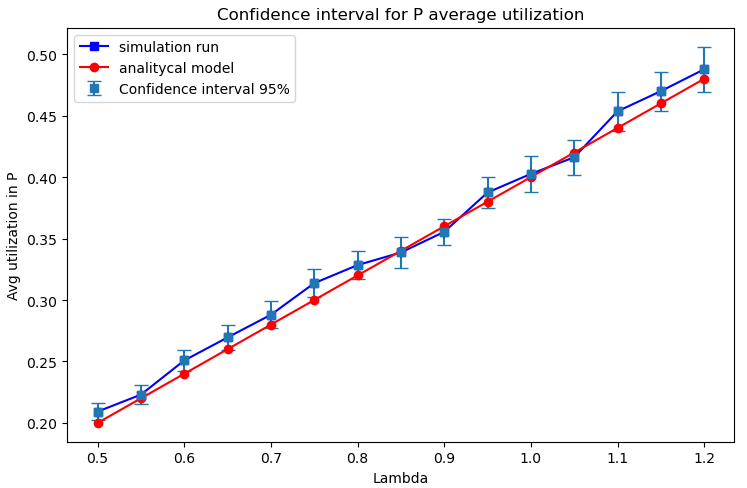 Confidence interval for P average utilization
simulation run
analitycal model
Confidence interval 95%
Avg utilization in P
0.50
0.45
0.40
0.35
0.30
0.25
0.20
0.5 0.6 0.7 0.8 0.9 1.0 1.1 1.2
Lambda